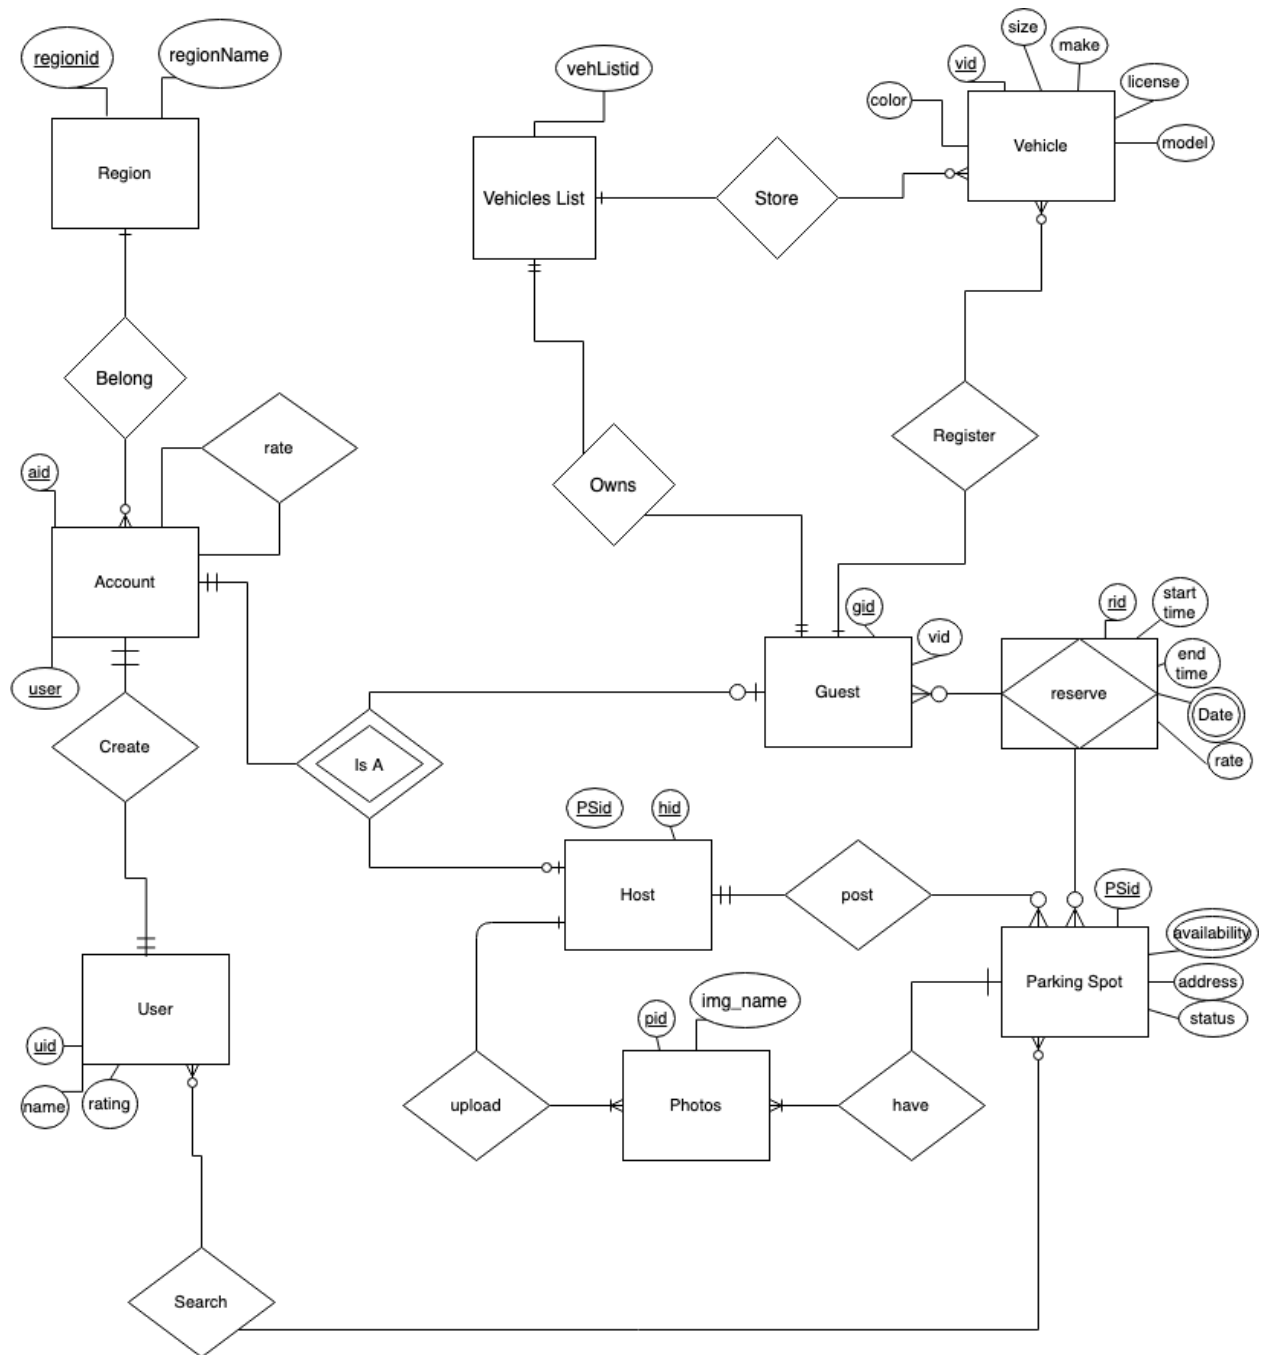 regionid
regionName
Region
Belong
rate
aid
Account
user
Create
User
uid
name
rating
Search
vehListid
Vehicles List
Store
size
vid
make
color
license
Vehicle
model
Owns
Register
gid
vid
Guest
rid
start
time
end
time
reserve
Date
rate
Is A
PSid
hid
Host
post
PSid
availability
Parking Spot
address
status
pid
img_name
upload
Photos
have